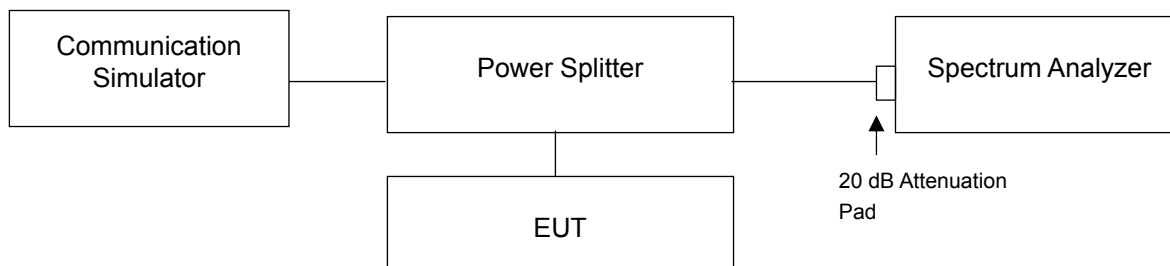 Communication
Simulator
Power Splitter
Spectrum Analyzer
20 dB Attenuation
Pad
EUT